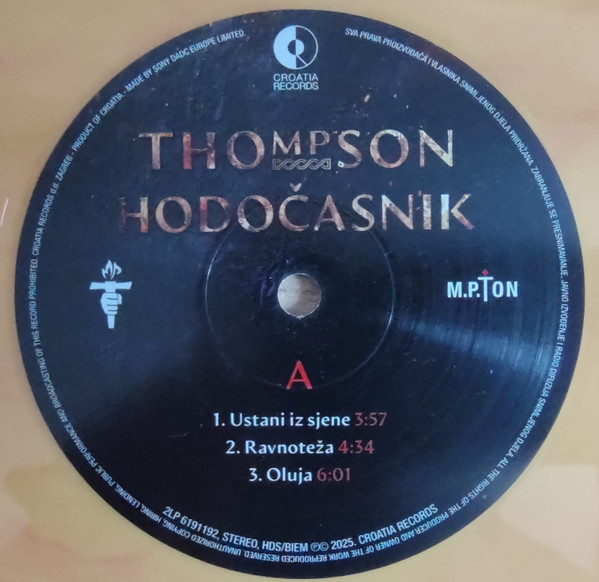 CROATIA
RECORDS
THOMPSON
HODOČASNIK
M.P.TON
A
1. Ustani iz sjene 3:57
2. Ravnoteža 4:34
3. Oluja 6:01
2LP 6191192, STEREO, HDS/BIEM ℗© 2025. CROATIA RECORDS
SVA PRAVA PROIZVOĐAČA I VLASNIKA SNIMLJENOG DJELA PRIDRŽANA. ZABRANJUJE SE PRESNIMAVANJE, JAVNO IZVOĐENJE I RADIO DIFUZIJA SNIMLJENOG DJELA. ALL THE RIGHTS OF THE PRODUCER AND OWNER OF THE WORK REPRODUCED RESERVED. UNAUTHORIZED COPYING, HIRING, LENDING, PUBLIC PERFORMANCE AND BROADCASTING OF THIS RECORD PROHIBITED. CROATIA RECORDS d.d. ZAGREB - PRODUCT OF CROATIA - MADE BY SONY DADC EUROPE LIMITED.